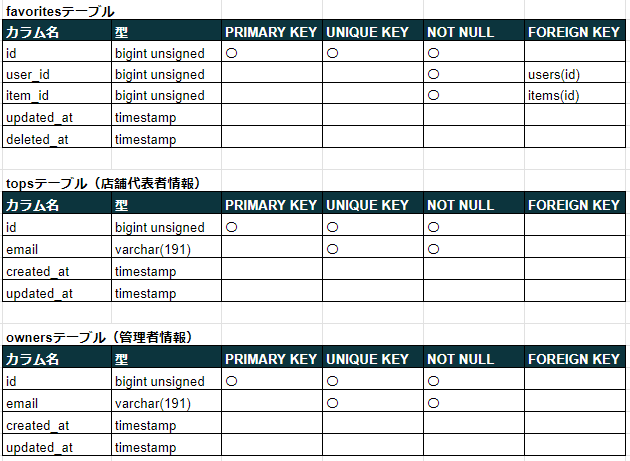 favoritesテーブル
カラム名 型 PRIMARY KEY UNIQUE KEY NOT NULL FOREIGN KEY
id bigint unsigned ○ ○ ○
user_id bigint unsigned ○ users(id)
item_id bigint unsigned ○ items(id)
updated_at timestamp
deleted_at timestamp
topsテーブル（店舗代表者情報）
カラム名 型 PRIMARY KEY UNIQUE KEY NOT NULL FOREIGN KEY
id bigint unsigned ○ ○ ○
email varchar(191) ○ ○
created_at timestamp
updated_at timestamp
ownersテーブル（管理者情報）
カラム名 型 PRIMARY KEY UNIQUE KEY NOT NULL FOREIGN KEY
id bigint unsigned ○ ○ ○
email varchar(191) ○ ○
created_at timestamp
updated_at timestamp